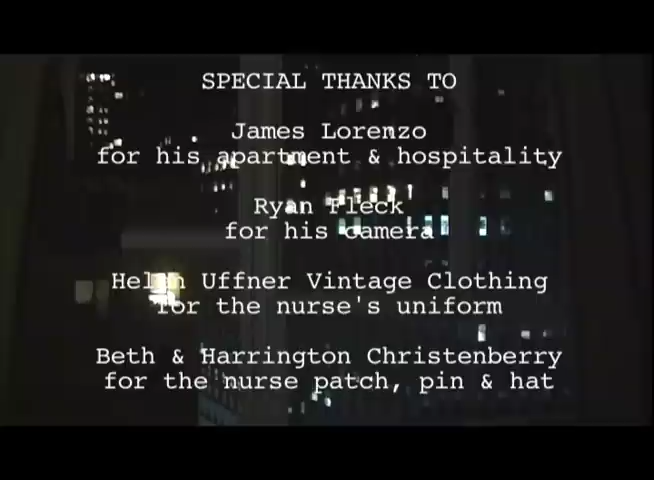 SPECIAL THANKS TO
James Lorenzo
for his apartment & hospitality
Ryan Fleck
for his camera
Helen Uffner Vintage Clothing
for the nurse's uniform
Beth & Harrington Christenberry
for the nurse patch, pin & hat